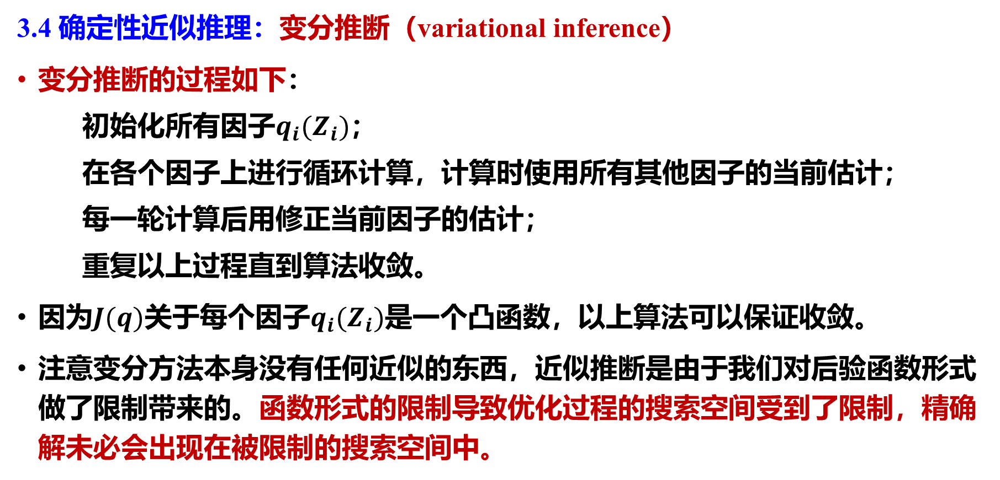 3.4 确定性近似推理：变分推断（variational inference）
• 变分推断的过程如下：
初始化所有因子qᵢ(Zᵢ)；
在各个因子上进行循环计算，计算时使用所有其他因子的当前估计；
每一轮计算后用修正当前因子的估计；
重复以上过程直到算法收敛。
• 因为J(q)关于每个因子qᵢ(Zᵢ)是一个凸函数，以上算法可以保证收敛。
• 注意变分方法本身没有任何近似的东西，近似推断是由于我们对后验函数形式
做了限制带来的。函数形式的限制导致优化过程的搜索空间受到了限制，精确
解未必会出现在被限制的搜索空间中。